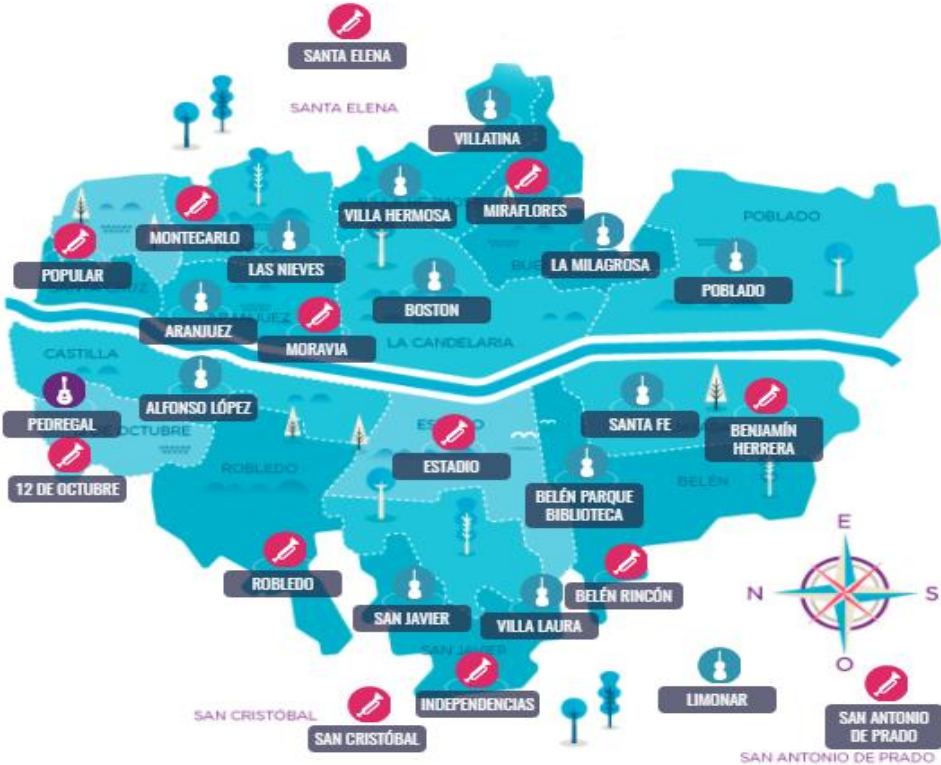 SANTA ELENA
SANTA ELENA
VILLATINA
VILLA HERMOSA
MIRAFLORES
POBLADO
MONTECARLO
POPULAR
LAS NIEVES
LA MILAGROSA
POBLADO
BOSTON
ARANJUEZ
MORAVIA
LA CANDELARIA
CASTILLA
PEDREGAL
ALFONSO LÓPEZ
SANTA FE
BENJAMÍN
HERRERA
OCTUBRE
12 DE OCTUBRE
ROBLEDO
ESTADIO
BELÉN PARQUE
BIBLIOTECA
BELÉN
E
N
S
O
ROBLEDO
SAN JAVIER
VILLA LAURA
BELÉN RINCÓN
SAN JAVIER
INDEPENDENCIAS
LIMONAR
SAN CRISTÓBAL
SAN CRISTÓBAL
SAN ANTONIO
DE PRADO
SAN ANTONIO DE PRADO